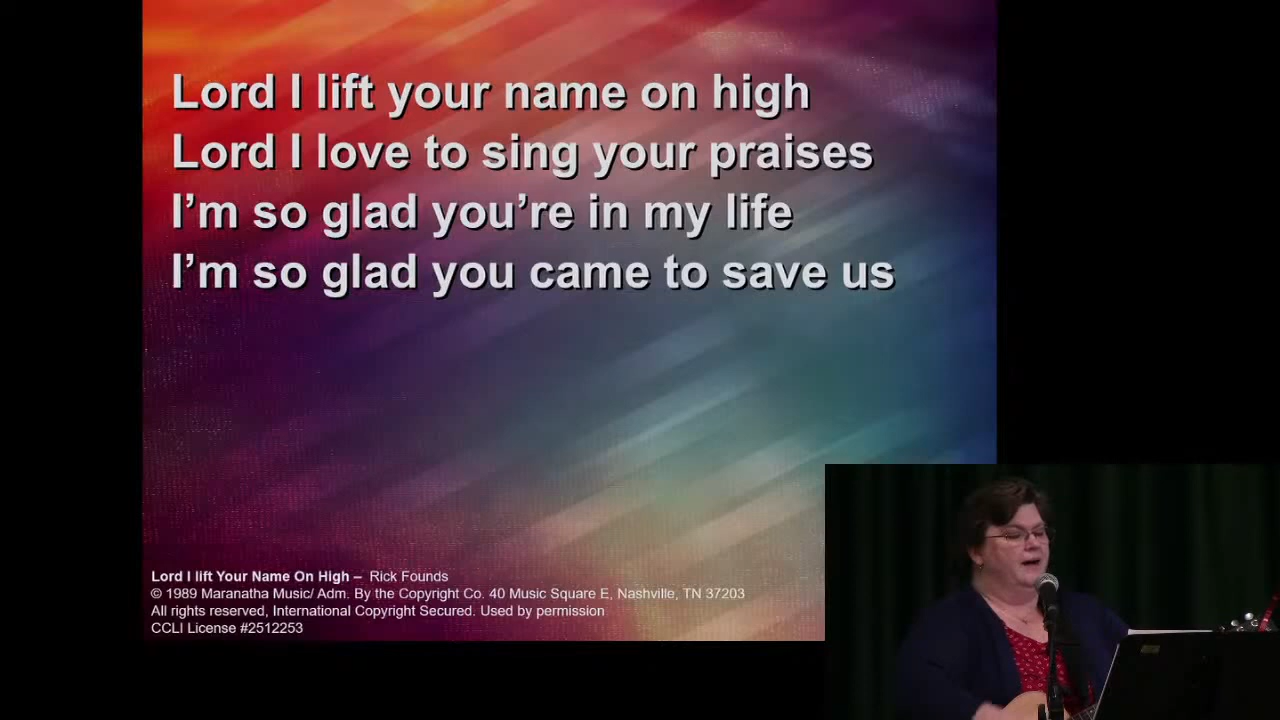 Lord I lift your name on high
Lord I love to sing your praises
I’m so glad you’re in my life
I’m so glad you came to save us
Lord I lift Your Name On High – Rick Founds
© 1989 Maranatha Music/ Adm. By the Copyright Co. 40 Music Square E, Nashville, TN 37203
All rights reserved, International Copyright Secured. Used by permission
CCLI License #2512253